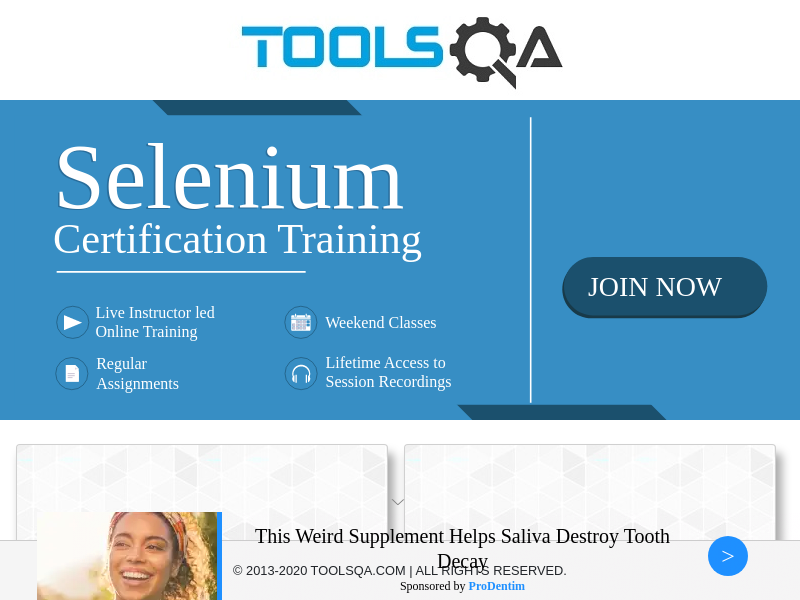 TOOLSQA
Selenium
Certification Training
Live Instructor led
Online Training
Weekend Classes
Regular
Assignments
Lifetime Access to
Session Recordings
JOIN NOW
This Weird Supplement Helps Saliva Destroy Tooth
Decay
© 2013-2020 TOOLSQA.COM | ALL RIGHTS RESERVED.
Sponsored by ProDentim
>